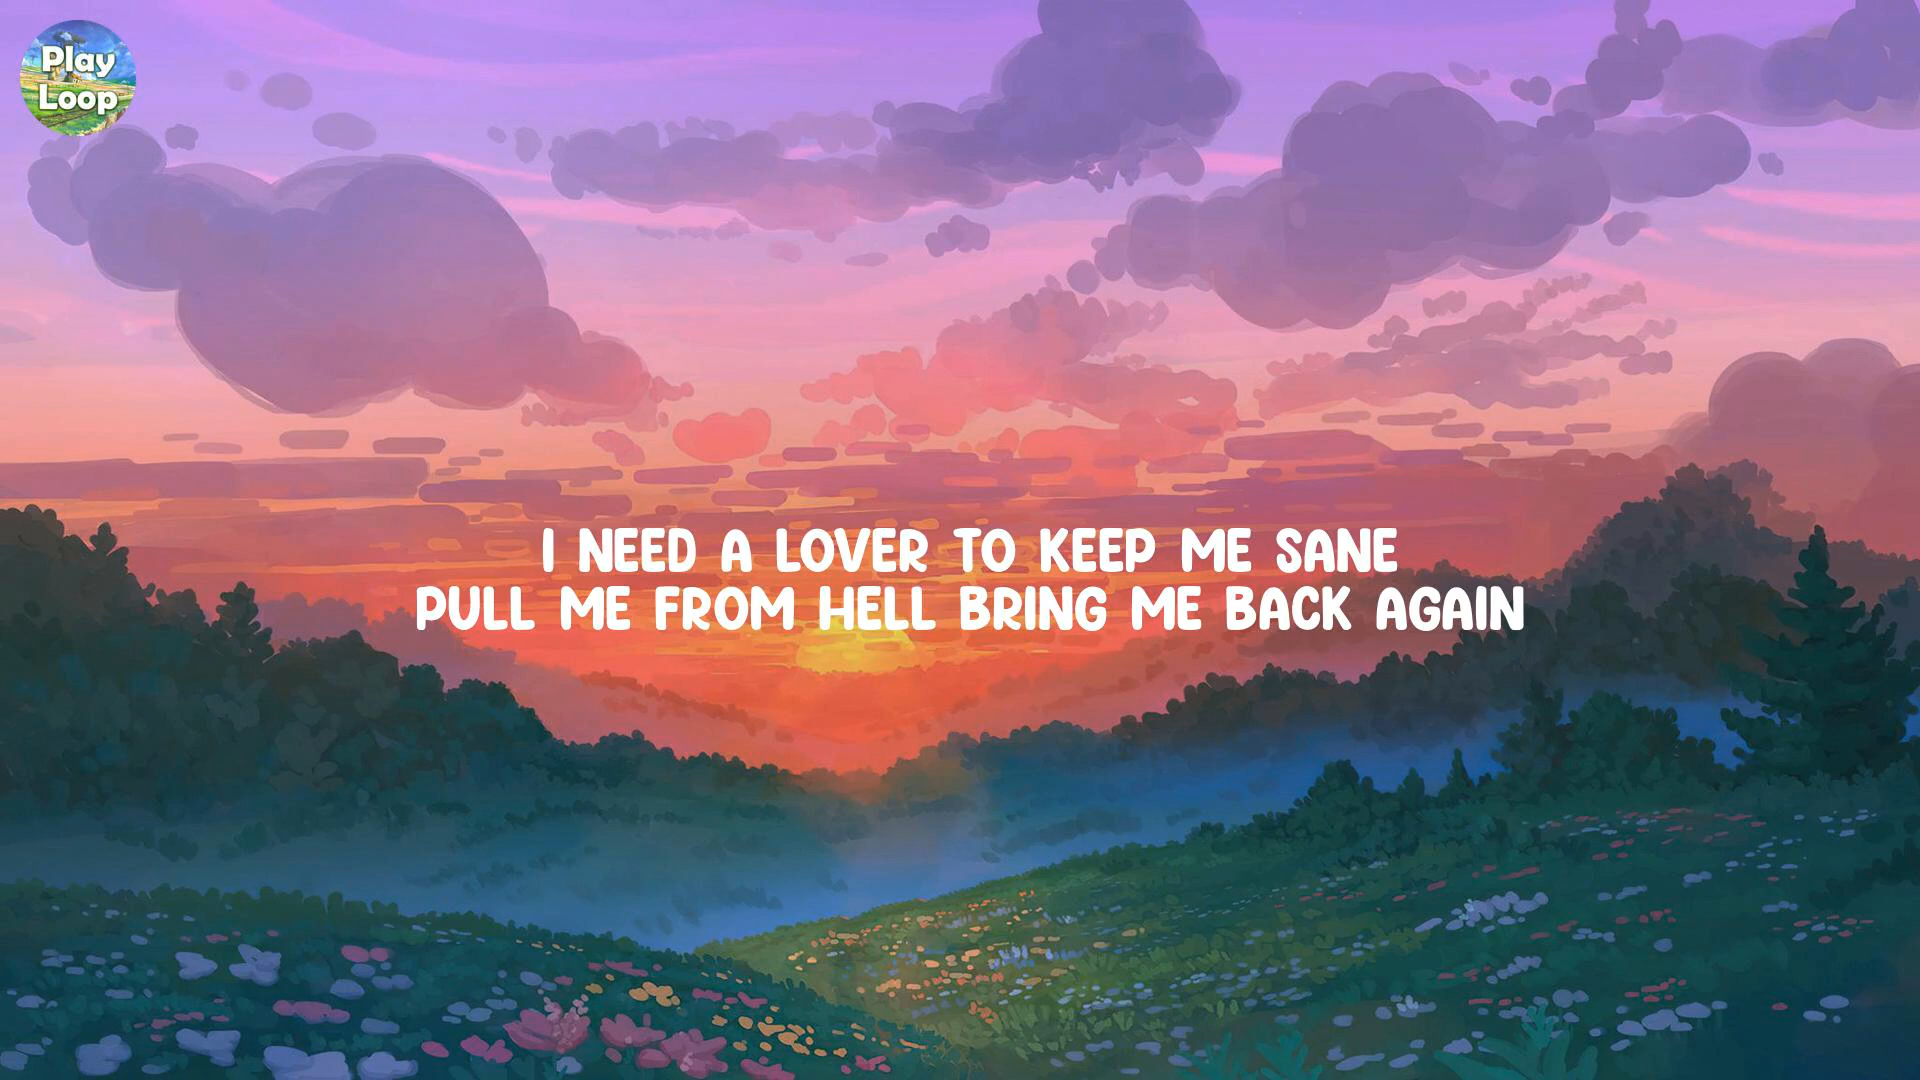 Play
Loop
I NEED A LOVER TO KEEP ME SANE
PULL ME FROM HELL BRING ME BACK AGAIN